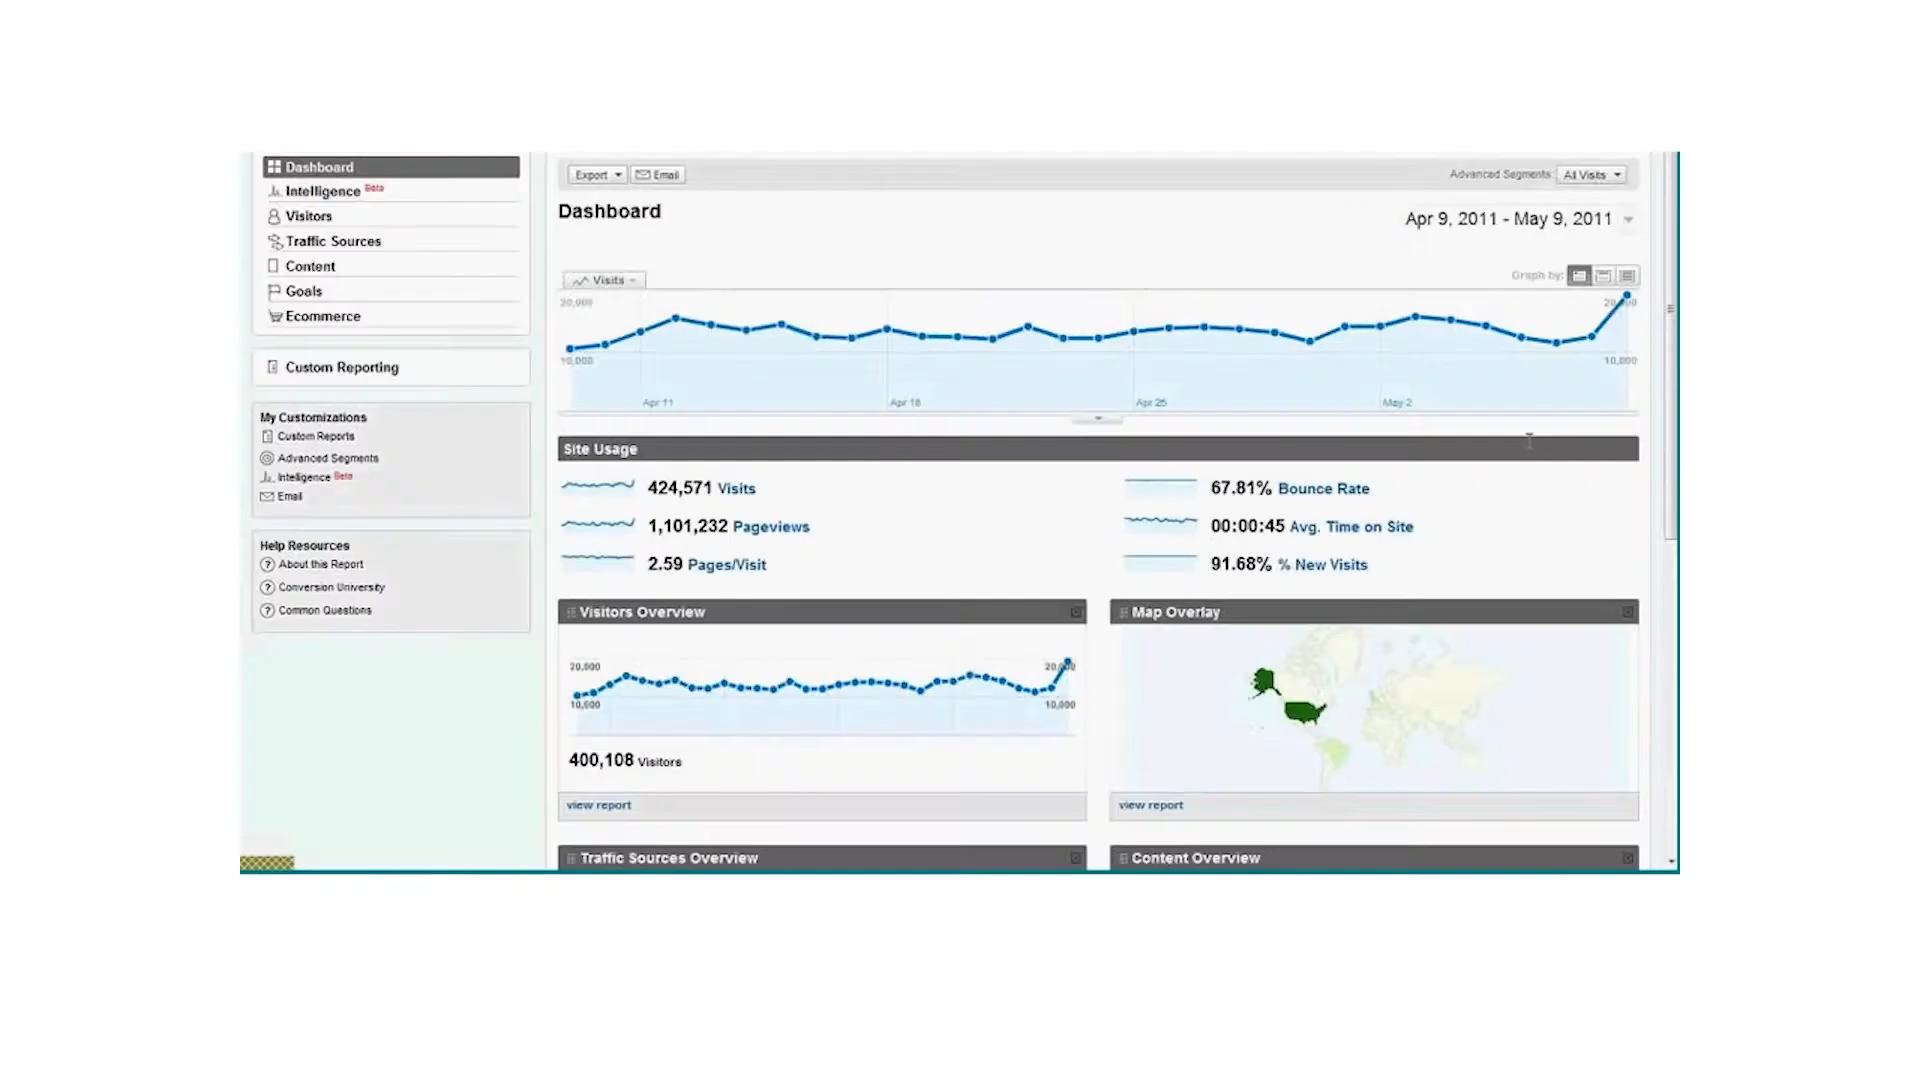 Dashboard
Intelligence Beta
Visitors
Traffic Sources
Content
Goals
Ecommerce
Custom Reporting
My Customizations
Custom Reports
Advanced Segments
Intelligence Beta
Email
Help Resources
About this Report
Conversion University
Common Questions
Export Email
Advanced Segments: All Visits
Dashboard
Apr 9, 2011 - May 9, 2011
Visits
Graph by:
20,000
10,000 10,000
Apr 11 Apr 18 Apr 25 May 2
Site Usage
424,571 Visits
67.81% Bounce Rate
1,101,232 Pageviews
00:00:45 Avg. Time on Site
2.59 Pages/Visit
91.68% % New Visits
Visitors Overview
20,000
10,000 10,000
400,108 Visitors
view report
Map Overlay
view report
Traffic Sources Overview
Content Overview